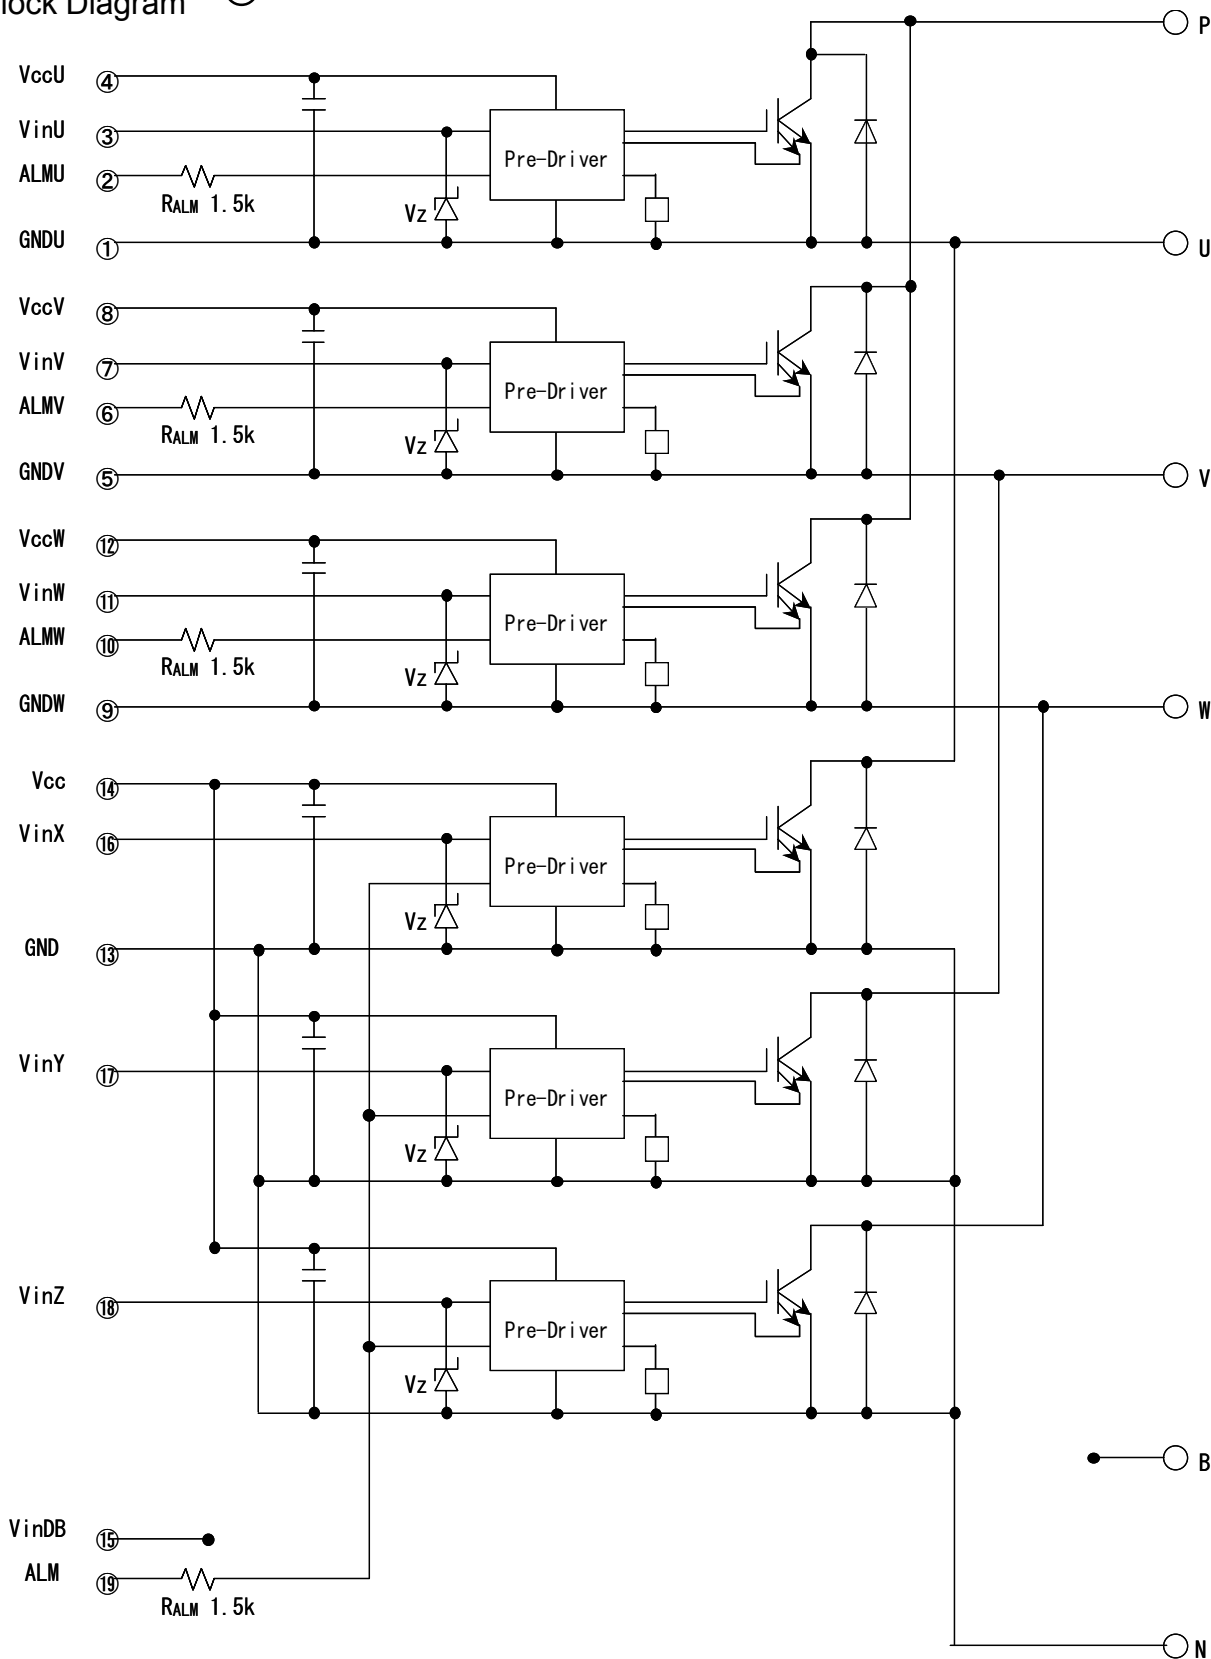 lock Diagram
P
VccU ④
VinU ③
Pre-Driver
ALMU ②
RALM 1.5k
Vz
GNDU ①
U
VccV ⑧
VinV ⑦
Pre-Driver
ALMV ⑥
RALM 1.5k
Vz
GNDV ⑤
V
VccW ⑫
VinW ⑪
Pre-Driver
ALMW ⑩
RALM 1.5k
Vz
GNDW ⑨
W
Vcc ⑭
VinX ⑯
Pre-Driver
Vz
GND ⑬
VinY ⑰
Pre-Driver
Vz
VinZ ⑱
Pre-Driver
Vz
B
VinDB ⑮
ALM ⑲
RALM 1.5k
N